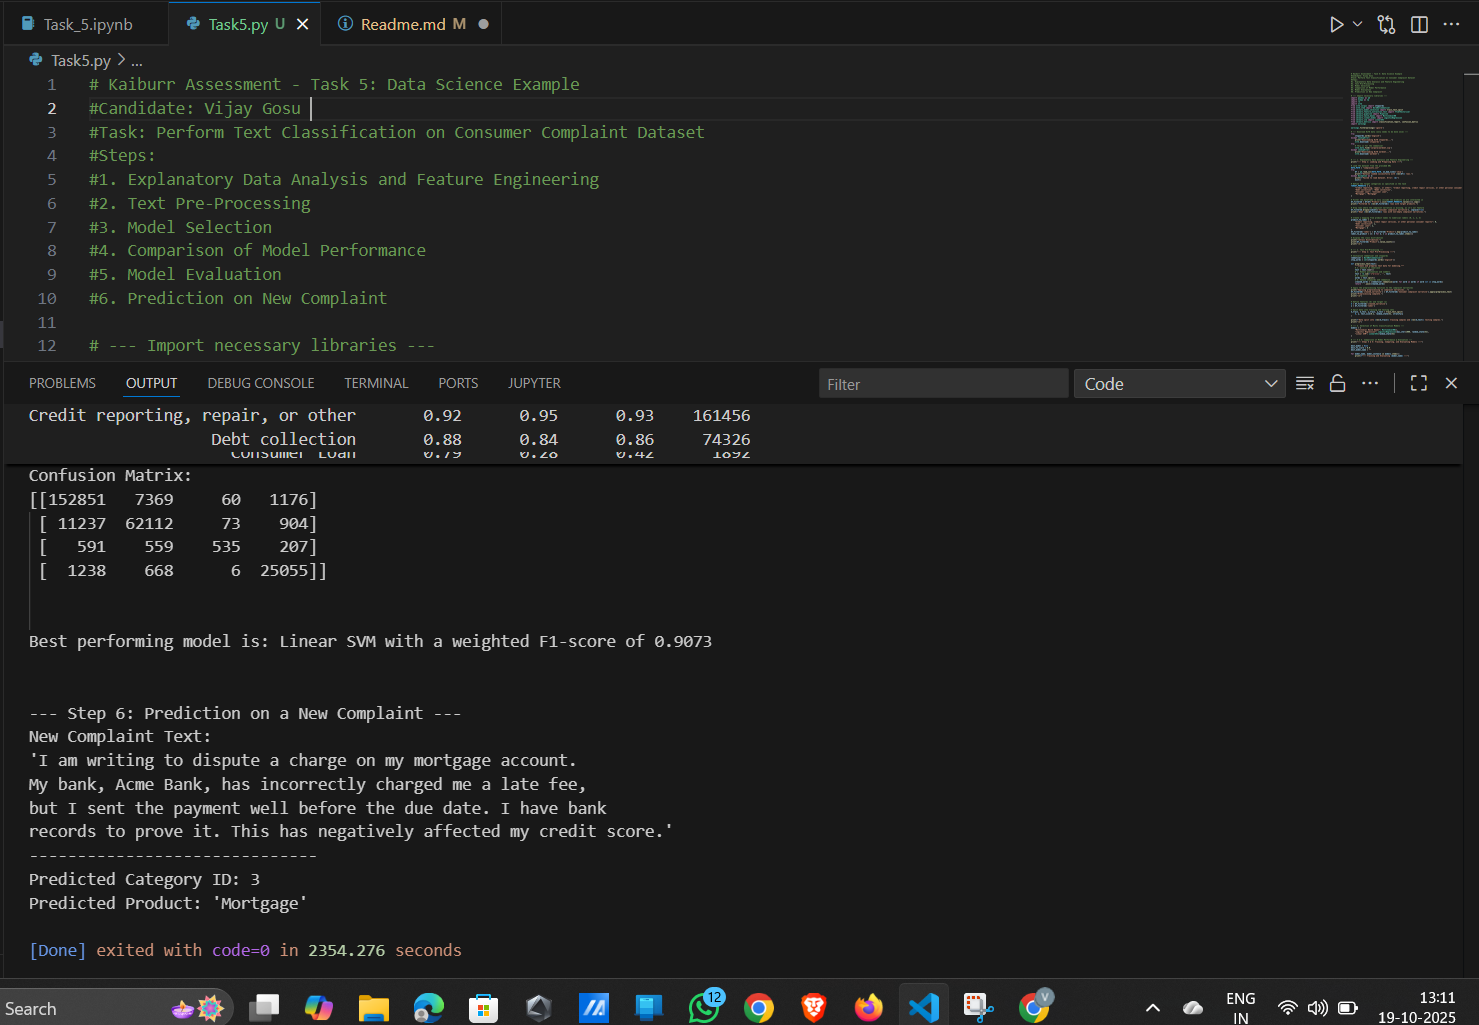 Task_5.ipynb
Task5.py U
Readme.md M
Task5.py > ...
1 # Kaiburr Assessment - Task 5: Data Science Example
2 #Candidate: Vijay Gosu
3 #Task: Perform Text Classification on Consumer Complaint Dataset
4 #Steps:
5 #1. Explanatory Data Analysis and Feature Engineering
6 #2. Text Pre-Processing
7 #3. Model Selection
8 #4. Comparison of Model Performance
9 #5. Model Evaluation
10 #6. Prediction on New Complaint
11
12 # --- Import necessary libraries ---
PROBLEMS OUTPUT DEBUG CONSOLE TERMINAL PORTS JUPYTER Filter Code
Credit reporting, repair, or other 0.92 0.95 0.93 161456
Debt collection 0.88 0.84 0.86 74326
Consumer Loan 0.79 0.28 0.42 1892
Confusion Matrix:
[[152851 7369 60 1176]
[ 11237 62112 73 904]
[ 591 559 535 207]
[ 1238 668 6 25055]]
Best performing model is: Linear SVM with a weighted F1-score of 0.9073
--- Step 6: Prediction on a New Complaint ---
New Complaint Text:
'I am writing to dispute a charge on my mortgage account.
My bank, Acme Bank, has incorrectly charged me a late fee,
but I sent the payment well before the due date. I have bank
records to prove it. This has negatively affected my credit score.'
------------------------------
Predicted Category ID: 3
Predicted Product: 'Mortgage'
[Done] exited with code=0 in 2354.276 seconds
Search
12
V
ENG
IN
13:11
19-10-2025